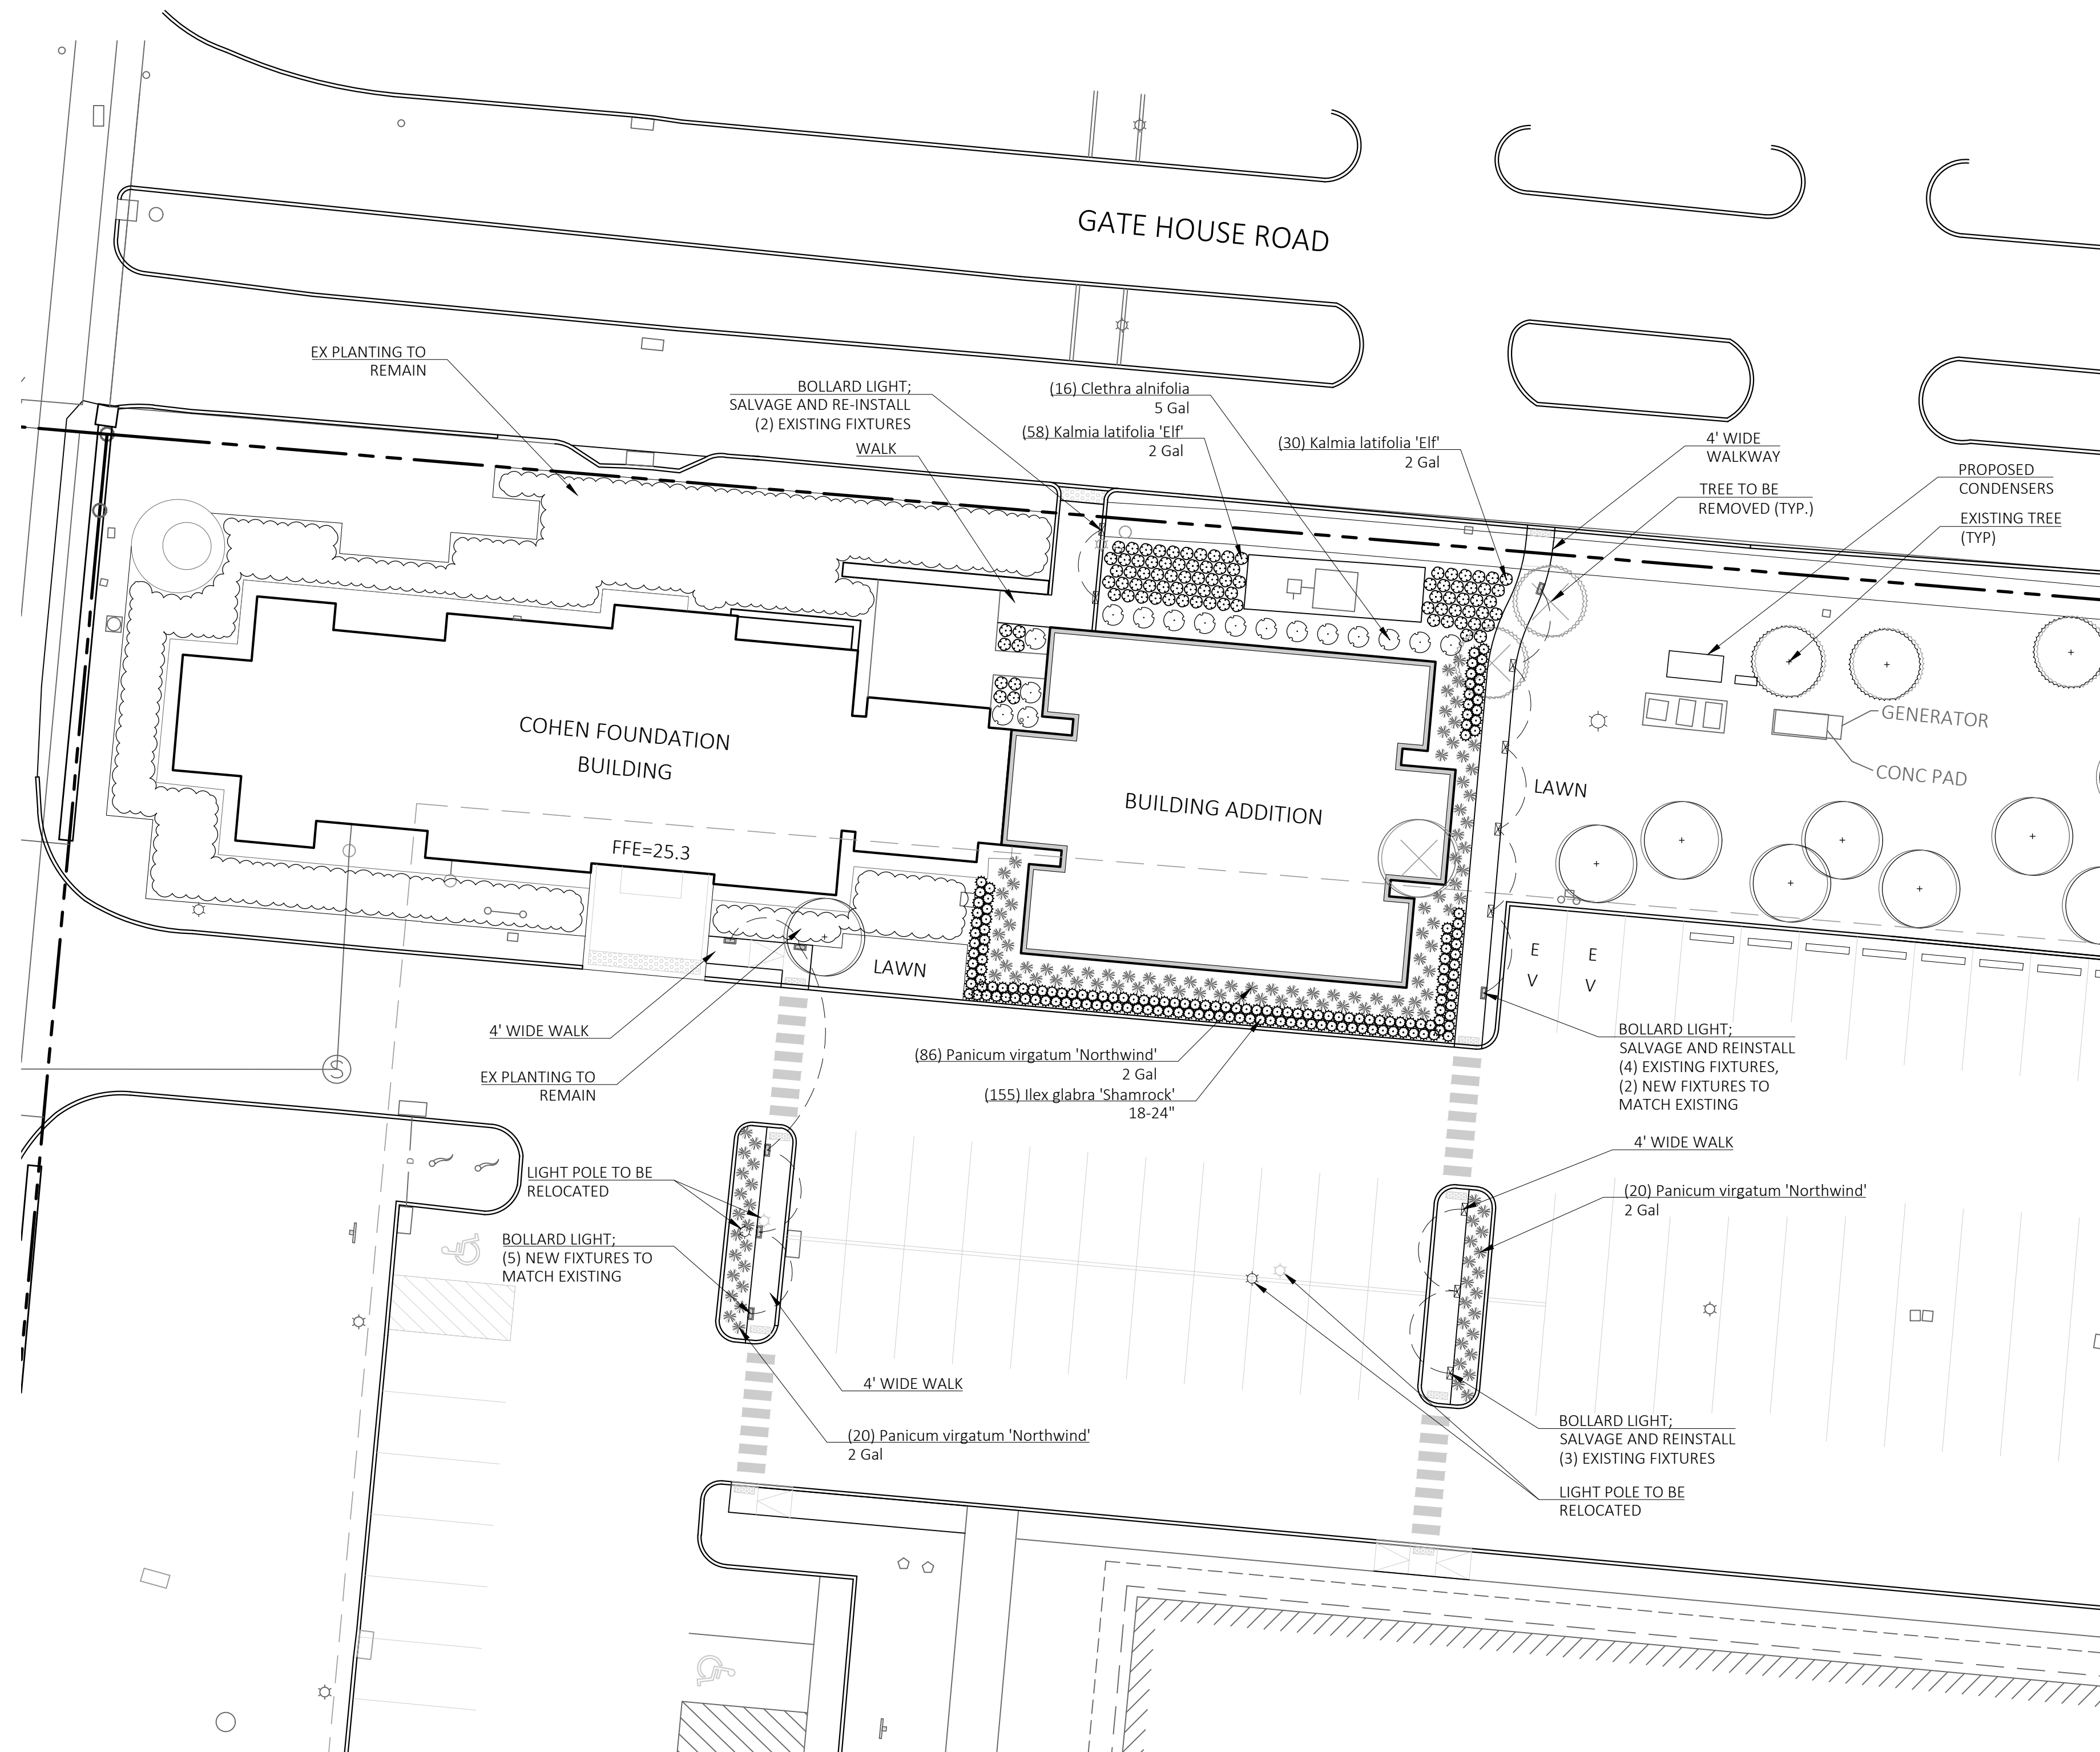 GATE HOUSE ROAD
EX PLANTING TO
REMAIN
BOLLARD LIGHT;
SALVAGE AND RE-INSTALL
(2) EXISTING FIXTURES
WALK
(16) Clethra alnifolia
5 Gal
(58) Kalmia latifolia 'Elf'
2 Gal
(30) Kalmia latifolia 'Elf'
2 Gal
4' WIDE
WALKWAY
TREE TO BE
REMOVED (TYP.)
PROPOSED
CONDENSERS
EXISTING TREE
(TYP)
GENERATOR
CONC PAD
LAWN
COHEN FOUNDATION
BUILDING
FFE=25.3
BUILDING ADDITION
LAWN
E
V
E
V
4' WIDE WALK
EX PLANTING TO
REMAIN
(86) Panicum virgatum 'Northwind'
2 Gal
(155) Ilex glabra 'Shamrock'
18-24"
BOLLARD LIGHT;
SALVAGE AND REINSTALL
(4) EXISTING FIXTURES,
(2) NEW FIXTURES TO
MATCH EXISTING
S
D
LIGHT POLE TO BE
RELOCATED
BOLLARD LIGHT;
(5) NEW FIXTURES TO
MATCH EXISTING
4' WIDE WALK
(20) Panicum virgatum 'Northwind'
2 Gal
4' WIDE WALK
(20) Panicum virgatum 'Northwind'
2 Gal
BOLLARD LIGHT;
SALVAGE AND REINSTALL
(3) EXISTING FIXTURES
LIGHT POLE TO BE
RELOCATED